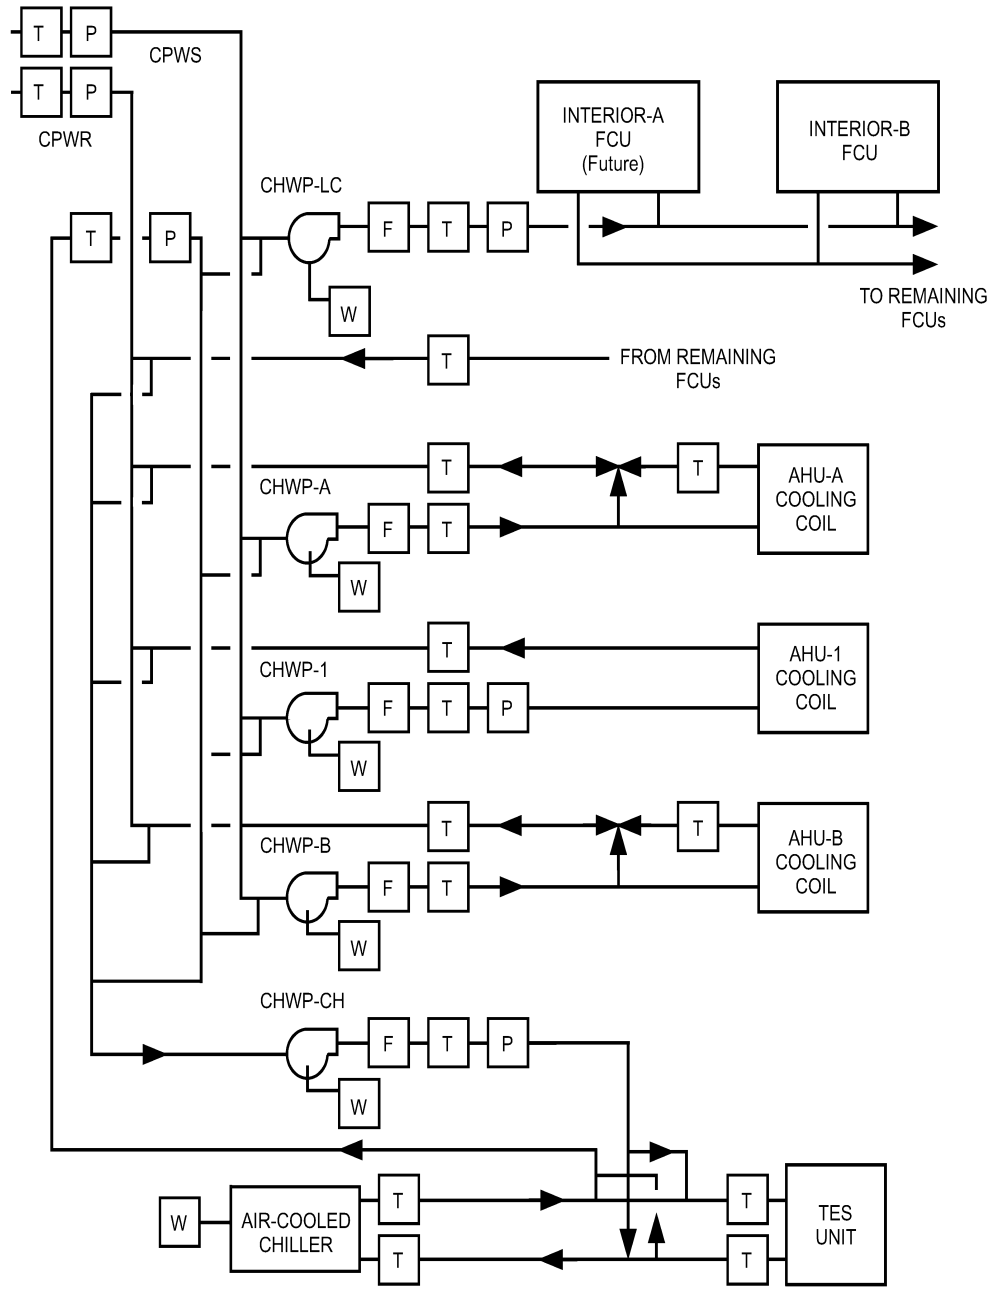 T
P
CPWS
T
P
CPWR
INTERIOR-A
FCU
(Future)
INTERIOR-B
FCU
CHWP-LC
T
P
F
T
P
W
TO REMAINING
FCUs
T
FROM REMAINING
FCUs
T
T
AHU-A
COOLING
COIL
CHWP-A
F
T
W
T
AHU-1
COOLING
COIL
CHWP-1
F
T
P
W
T
T
AHU-B
COOLING
COIL
CHWP-B
F
T
W
CHWP-CH
F
T
P
W
W
AIR-COOLED
CHILLER
T
T
T
T
TES
UNIT